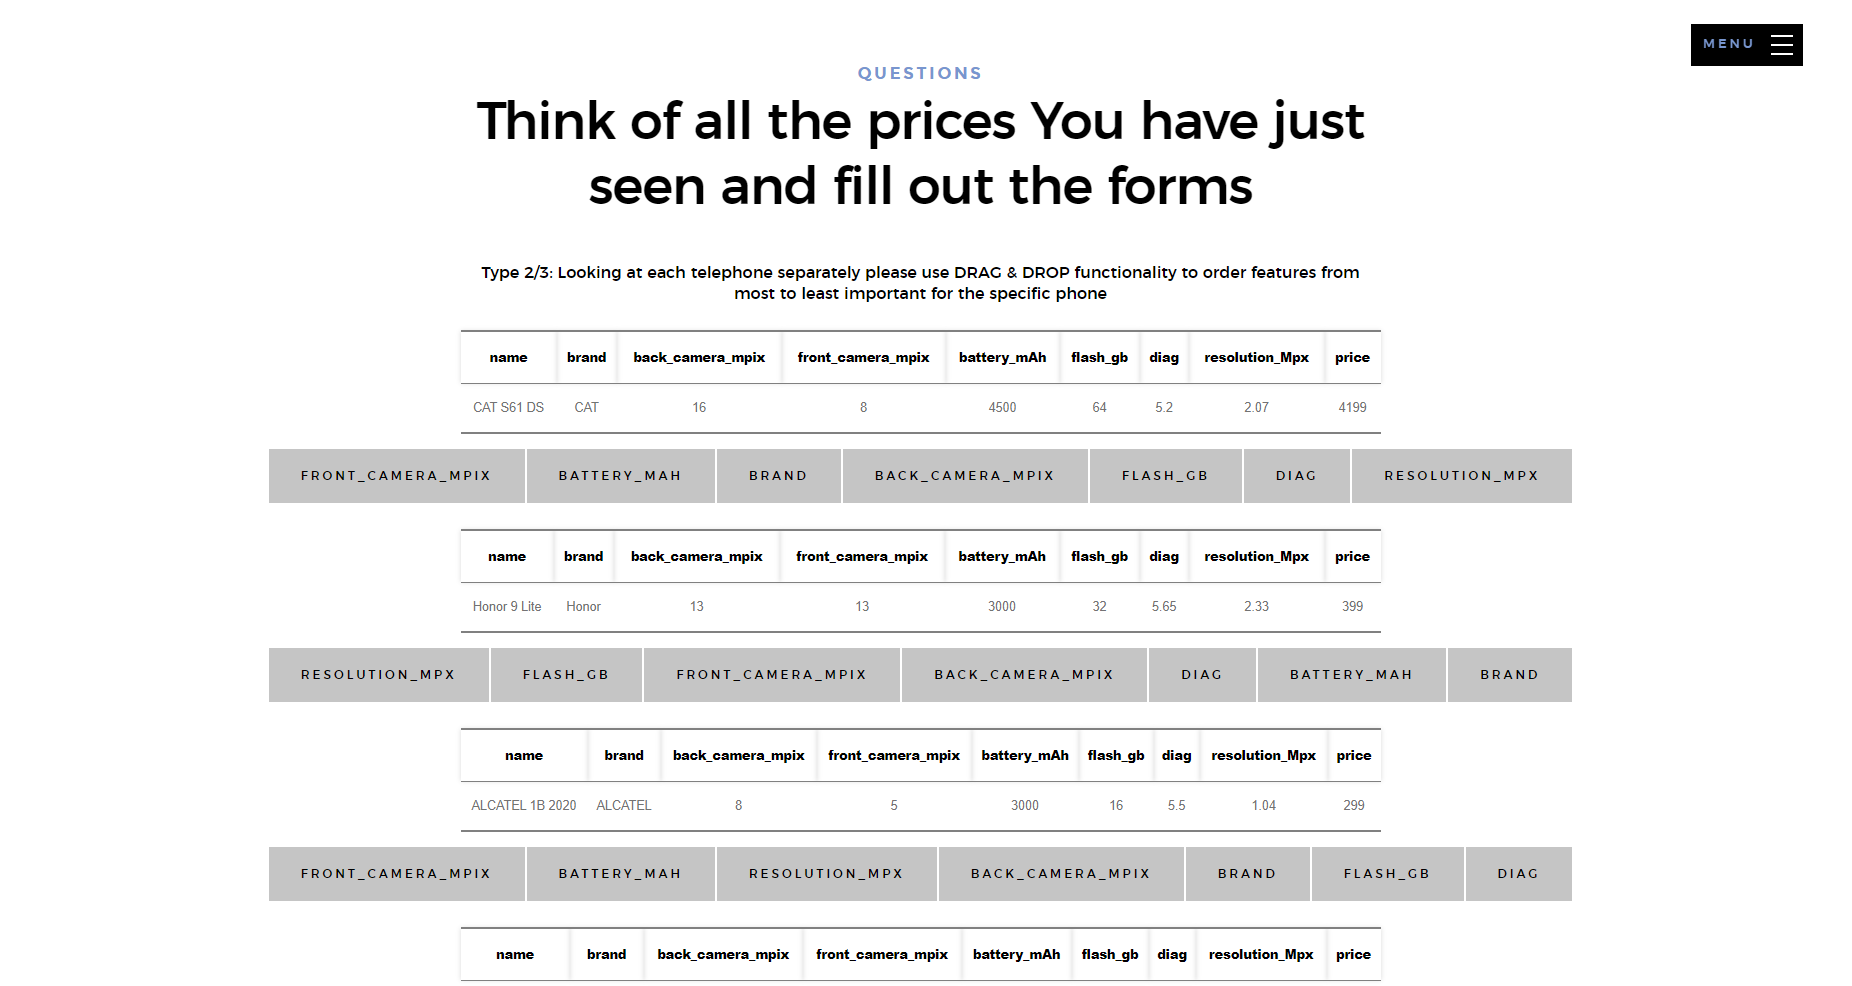 MENU
QUESTIONS
Think of all the prices You have just
seen and fill out the forms
Type 2/3: Looking at each telephone separately please use DRAG & DROP functionality to order features from
most to least important for the specific phone
name brand back_camera_mpix front_camera_mpix battery_mAh flash_gb diag resolution_Mpx price
CAT S61 DS CAT 16 8 4500 64 5.2 2.07 4199
FRONT_CAMERA_MPIX BATTERY_MAH BRAND BACK_CAMERA_MPIX FLASH_GB DIAG RESOLUTION_MPX
name brand back_camera_mpix front_camera_mpix battery_mAh flash_gb diag resolution_Mpx price
Honor 9 Lite Honor 13 13 3000 32 5.65 2.33 399
RESOLUTION_MPX FLASH_GB FRONT_CAMERA_MPIX BACK_CAMERA_MPIX DIAG BATTERY_MAH BRAND
name brand back_camera_mpix front_camera_mpix battery_mAh flash_gb diag resolution_Mpx price
ALCATEL 1B 2020 ALCATEL 8 5 3000 16 5.5 1.04 299
FRONT_CAMERA_MPIX BATTERY_MAH RESOLUTION_MPX BACK_CAMERA_MPIX BRAND FLASH_GB DIAG
name brand back_camera_mpix front_camera_mpix battery_mAh flash_gb diag resolution_Mpx price